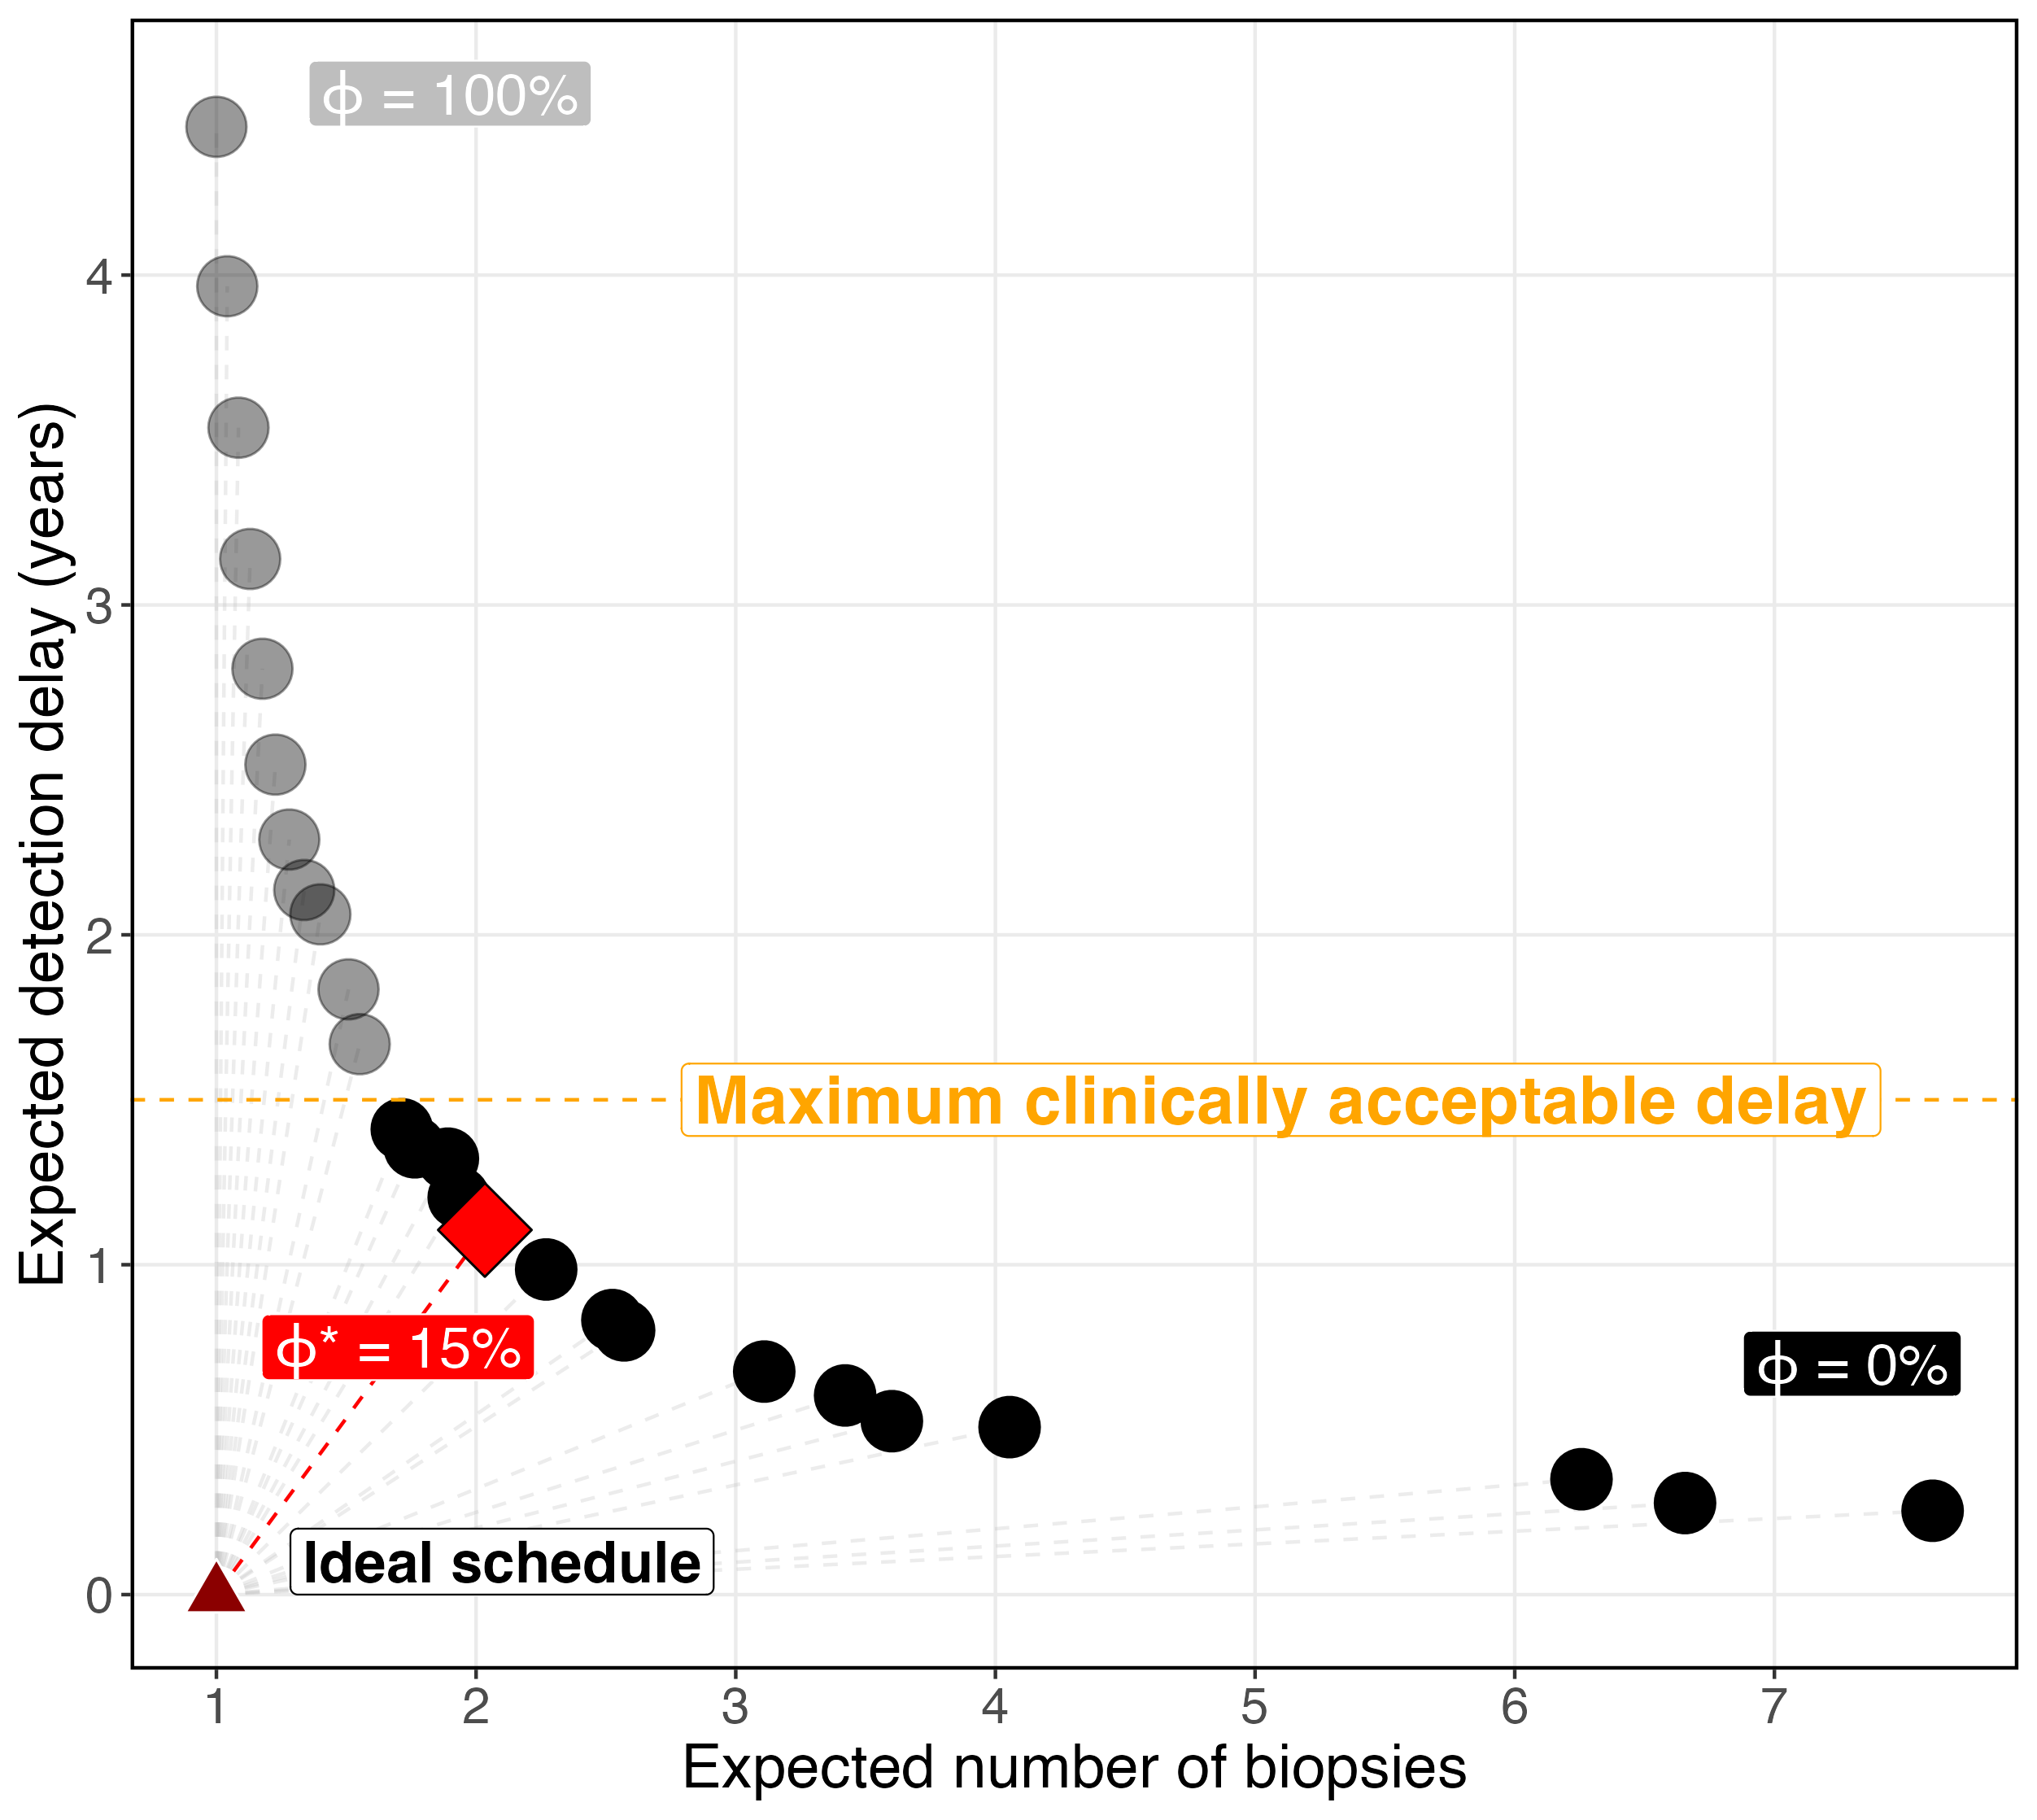 ϕ = 100%
4
3
2
1
0
Expected detection delay (years)
Maximum clinically acceptable delay
ϕ* = 15%
ϕ = 0%
Ideal schedule
1 2 3 4 5 6 7
Expected number of biopsies